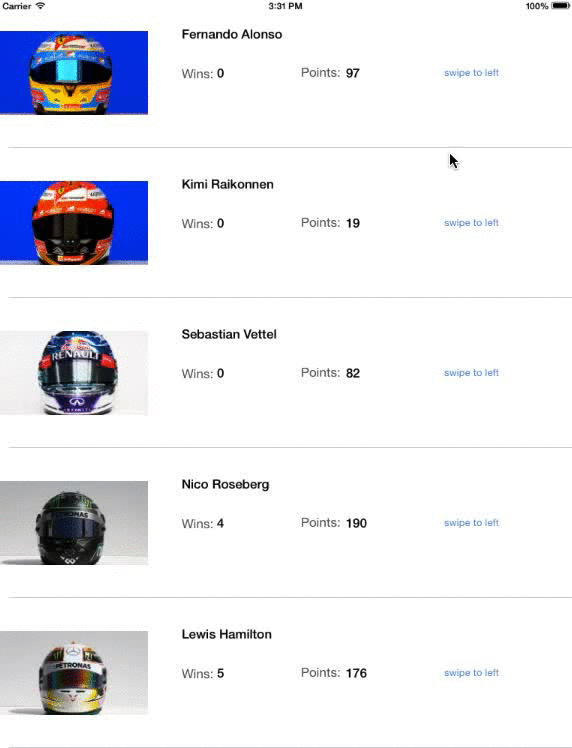 Carrier 3:31 PM 100%
Fernando Alonso
Wins: 0 Points: 97 swipe to left
Kimi Raikonnen
Wins: 0 Points: 19 swipe to left
Sebastian Vettel
Wins: 0 Points: 82 swipe to left
RENAULT
INFINITI
Nico Roseberg
Wins: 4 Points: 190 swipe to left
PETRONAS
Lewis Hamilton
Wins: 5 Points: 176 swipe to left
PETRONAS